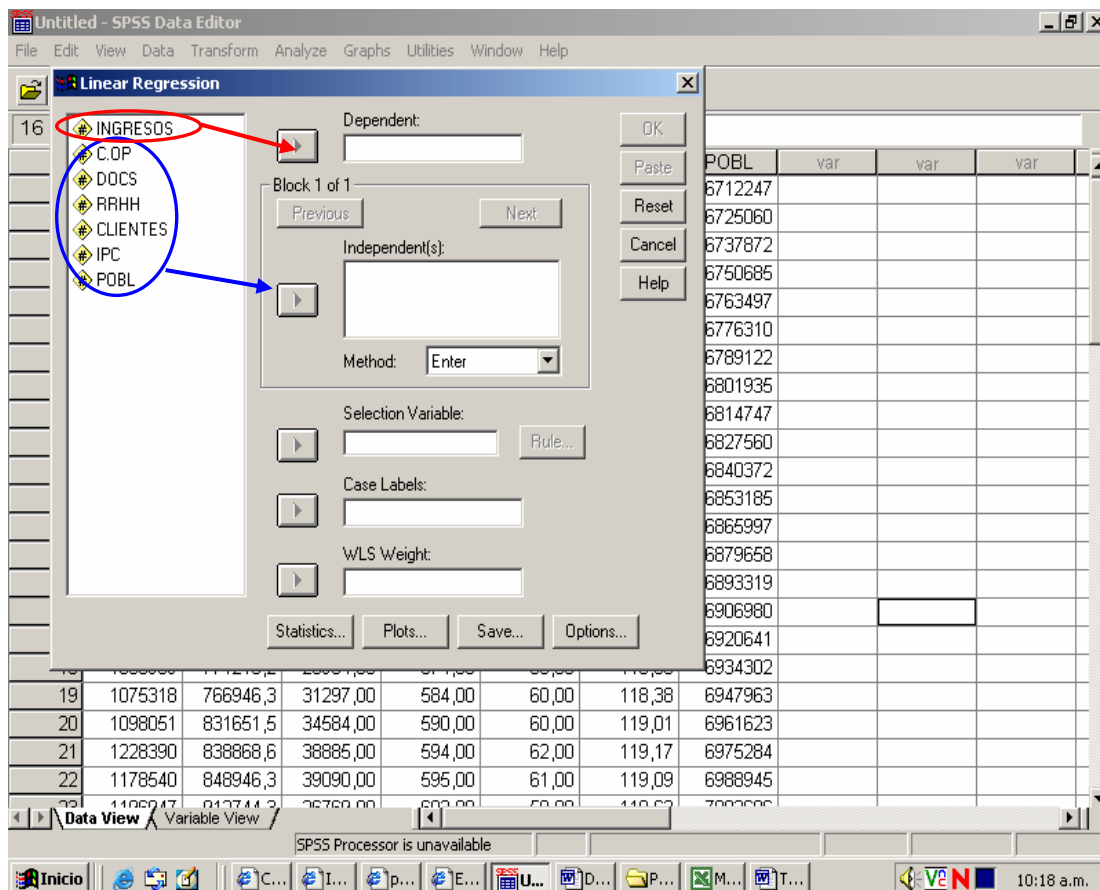 Untitled - SPSS Data Editor
File Edit View Data Transform Analyze Graphs Utilities Window Help
Linear Regression
16
INGRESOS
C.OP
DOCS
RRHH
CLIENTES
IPC
POBL
Dependent:
Block 1 of 1
Previous Next
Independent(s):
Method: Enter
Selection Variable:
Rule...
Case Labels:
WLS Weight:
Statistics... Plots... Save... Options...
OK
Paste
Reset
Cancel
Help
POBL var var var
6712247
6725060
6737872
6750685
6763497
6776310
6789122
6801935
6814747
6827560
6840372
6853185
6865997
6879658
6893319
6906980
6920641
6934302
19 1075318 766946,3 31297,00 584,00 60,00 118,38 6947963
20 1098051 831651,5 34584,00 590,00 60,00 119,01 6961623
21 1228390 838868,6 38885,00 594,00 62,00 119,17 6975284
22 1178540 848946,3 39090,00 595,00 61,00 119,09 6988945
Data View Variable View
SPSS Processor is unavailable
Inicio C... I... p... E... U... D... P... M... T... 10:18 a.m.